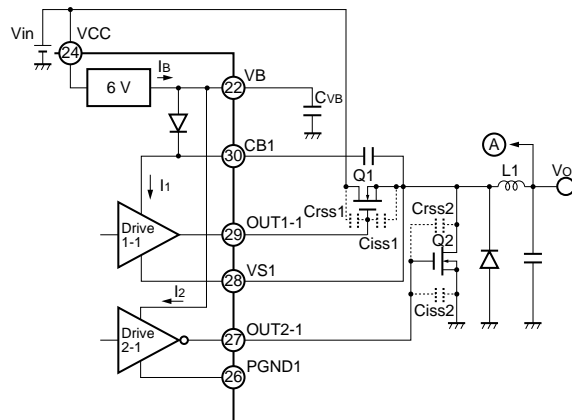 Vin
VCC
24
6 V
IB
VB
22
CVB
CB1
30
I1
Q1
A
L1
VO
Crss1
Ciss1
Crss2
Q2
Ciss2
Drive
1-1
OUT1-1
29
VS1
28
I2
Drive
2-1
OUT2-1
27
PGND1
26